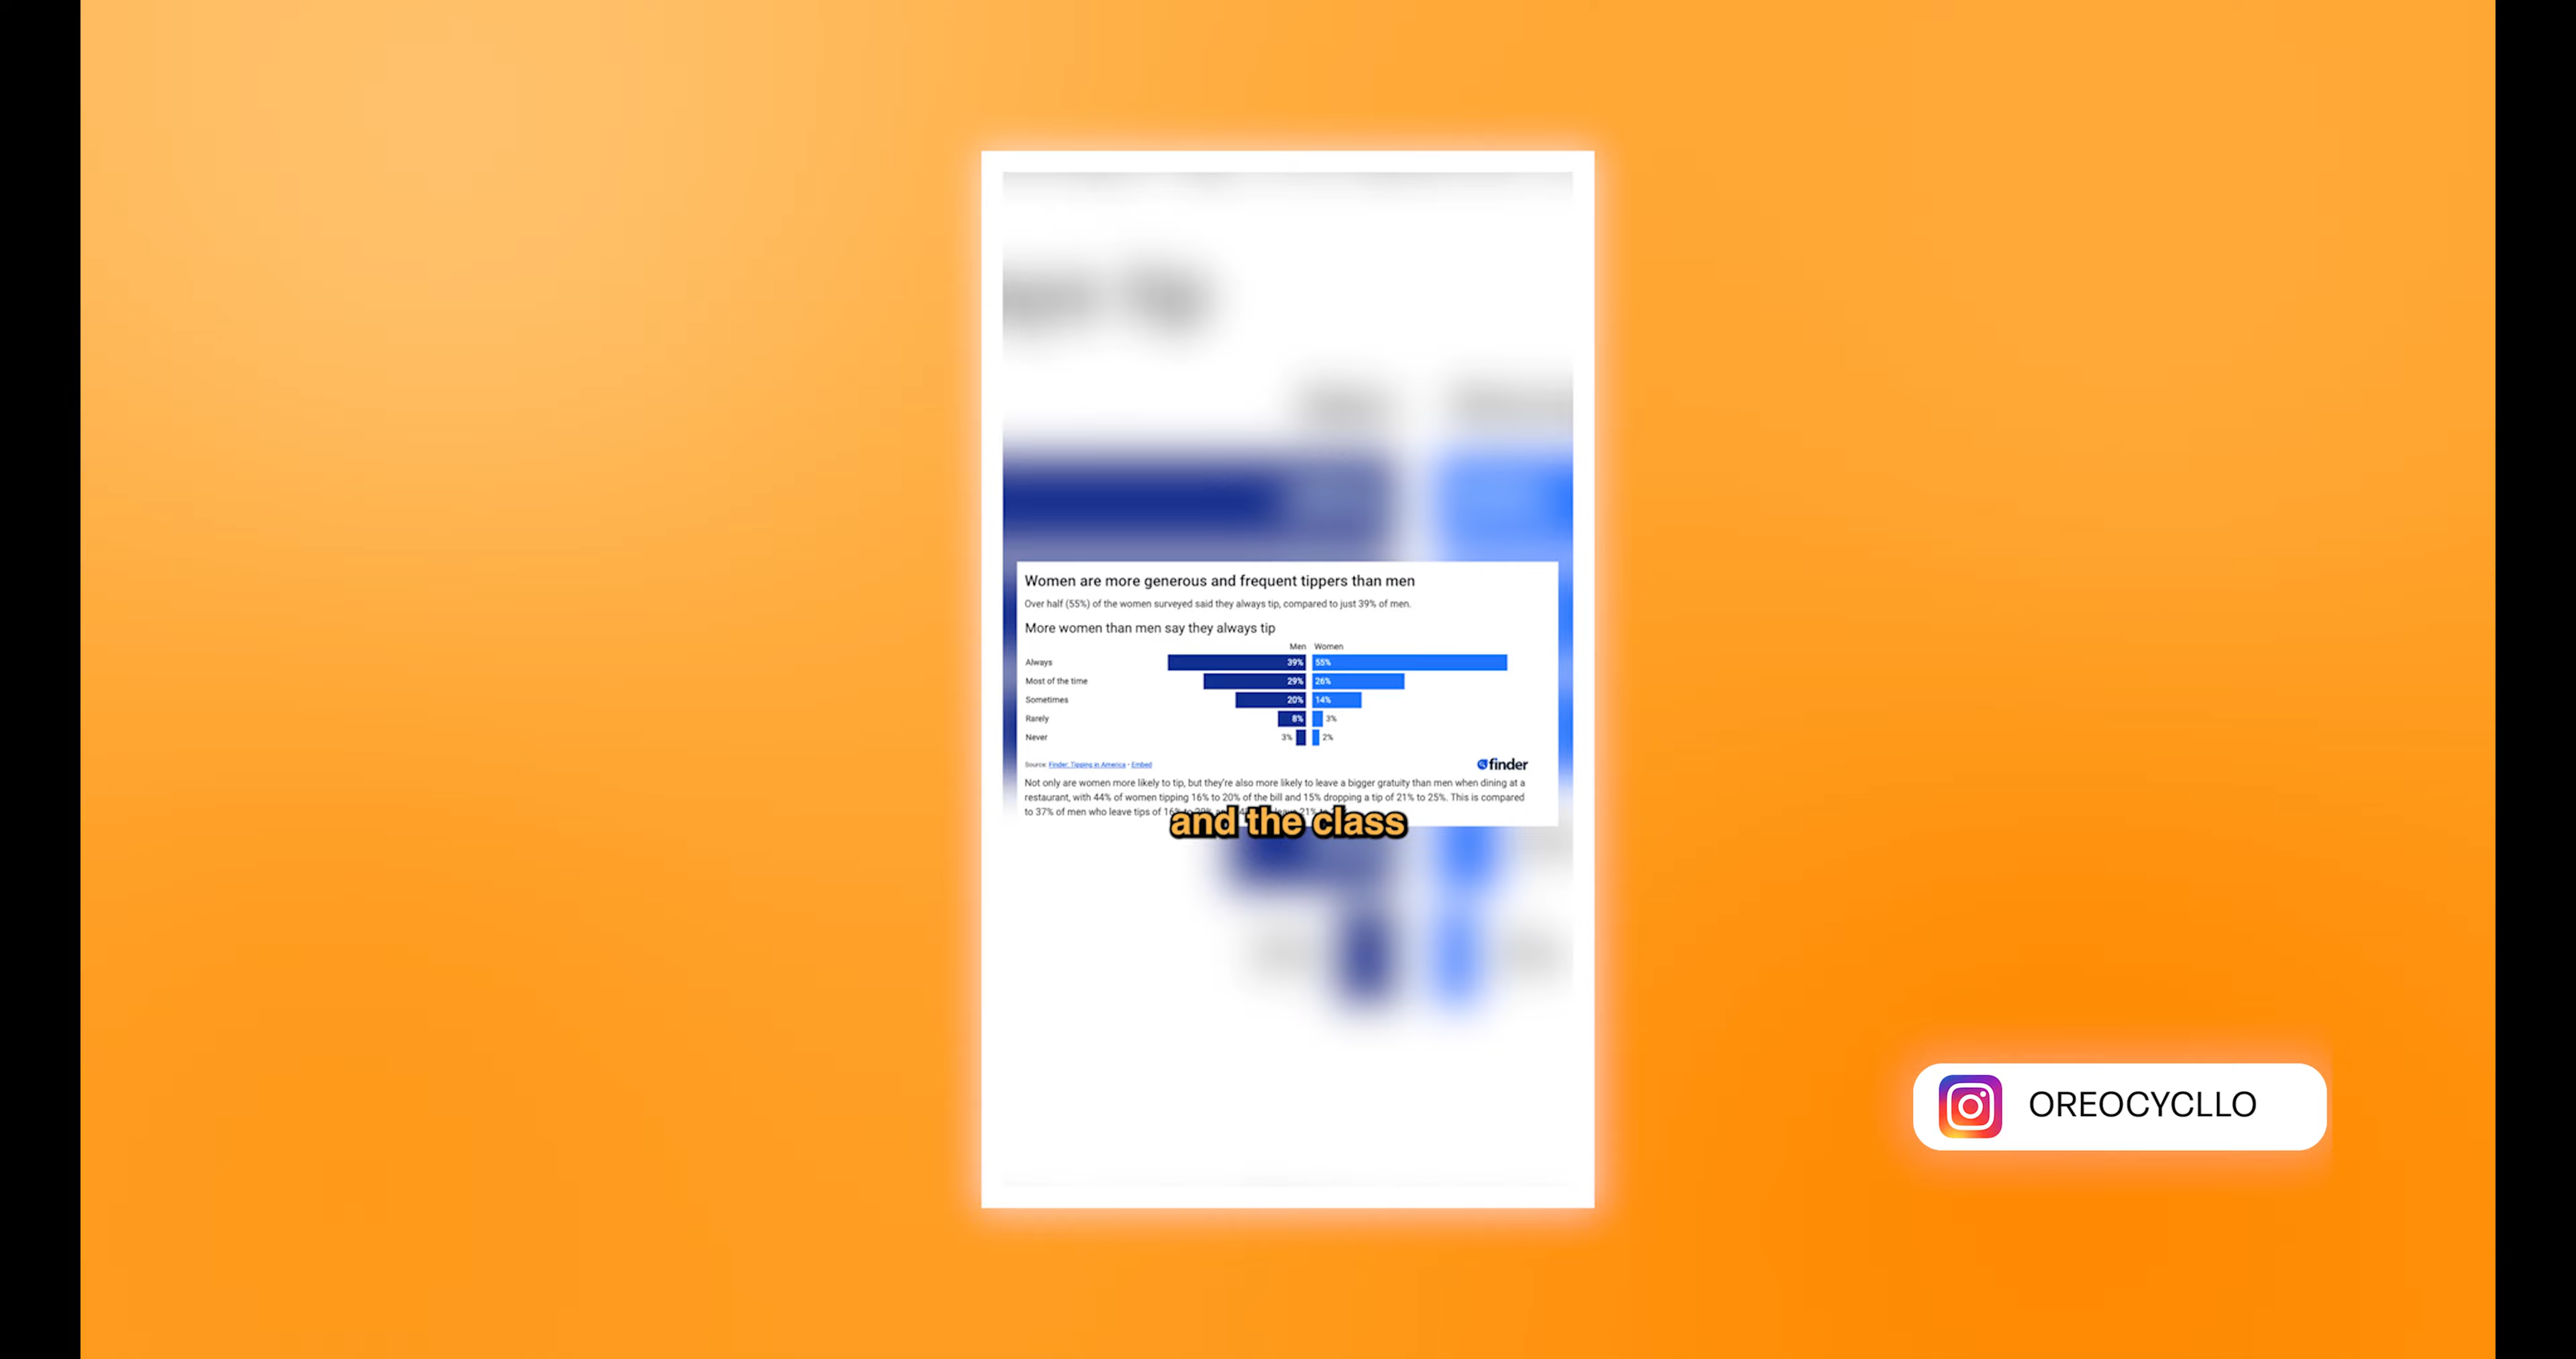 Women are more generous and frequent tippers than men
Over half (55%) of the women surveyed said they always tip, compared to just 39% of men.
More women than men say they always tip
Men Women
Always 39% 55%
Most of the time 29% 26%
Sometimes 20% 14%
Rarely 8% 3%
Never 3% 2%
Source: Finder: Tipping in America • Embed
finder
Not only are women more likely to tip, but they're also more likely to leave a bigger gratuity than men when dining at a
restaurant, with 44% of women tipping 16% to 20% of the bill and 15% dropping a tip of 21% to 25%. This is compared
to 37% of men who leave tips of 16% to 21%
and the class
OREOCYCLLO